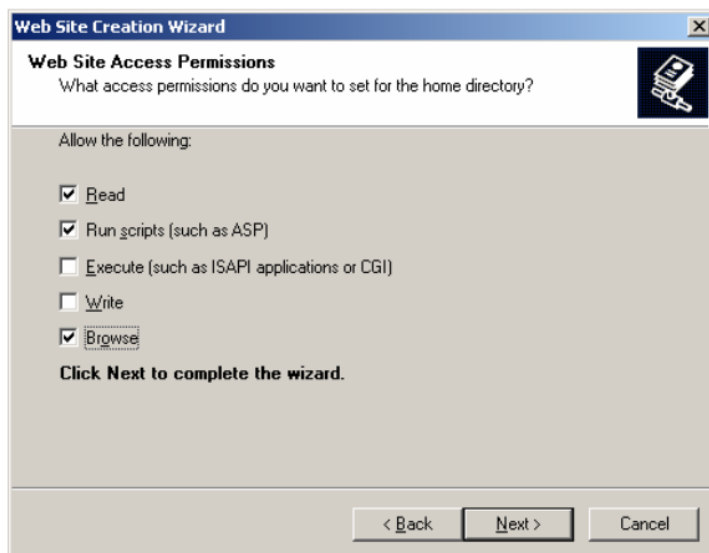 Web Site Creation Wizard
Web Site Access Permissions
What access permissions do you want to set for the home directory?
Allow the following:
Read
Run scripts (such as ASP)
Execute (such as ISAPI applications or CGI)
Write
Browse
Click Next to complete the wizard.
< Back
Next >
Cancel